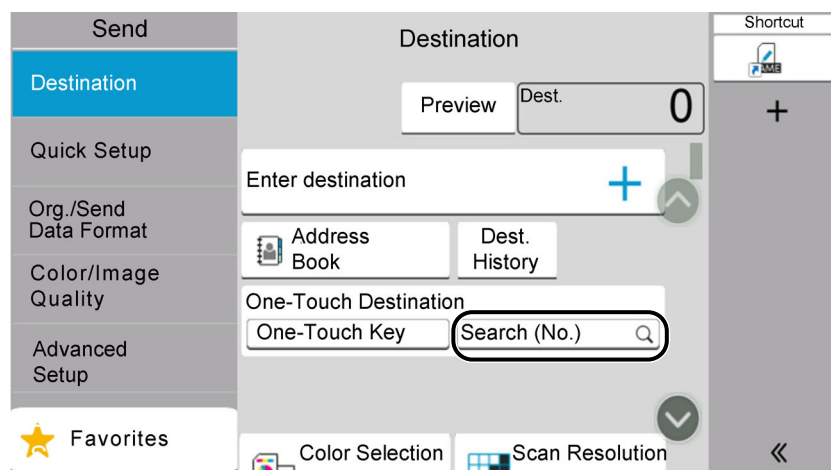 Send
Destination
Quick Setup
Org./Send
Data Format
Color/Image
Quality
Advanced
Setup
Favorites
Destination
Preview
Dest.
0
Enter destination
Address
Book
Dest.
History
One-Touch Destination
One-Touch Key
Search (No.)
Color Selection
Scan Resolution
Shortcut